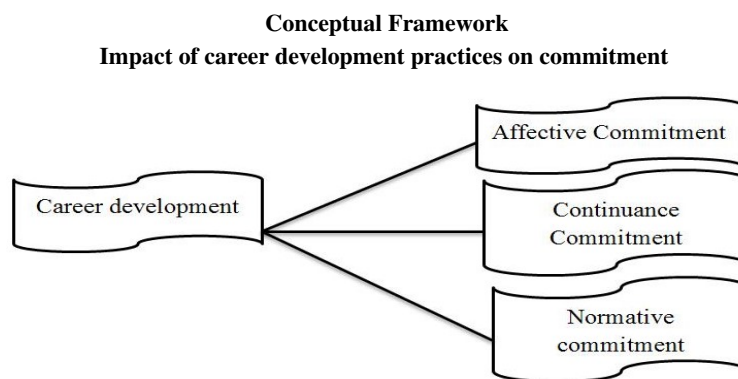 Conceptual Framework
Impact of career development practices on commitment
Affective Commitment
Career development
Continuance
Commitment
Normative
commitment